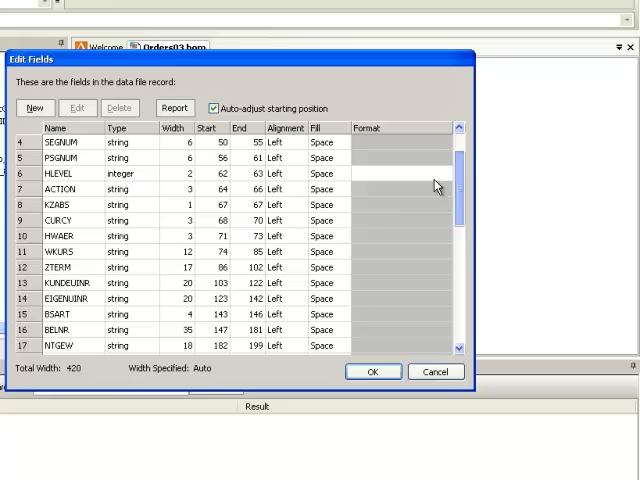 Welcome Orders03.bpro
Edit Fields
These are the fields in the data file record:
New Edit Delete Report Auto-adjust starting position
Name Type Width Start End Alignment Fill Format
4 SEGNUM string 6 50 55 Left Space
5 PSGNUM string 6 56 61 Left Space
6 HLEVEL integer 2 62 63 Left Space
7 ACTION string 3 64 66 Left Space
8 KZABS string 1 67 67 Left Space
9 CURCY string 3 68 70 Left Space
10 HWAER string 3 71 73 Left Space
11 WKURS string 12 74 85 Left Space
12 ZTERM string 17 86 102 Left Space
13 KUNDEUINR string 20 103 122 Left Space
14 EIGENUINR string 20 123 142 Left Space
15 BSART string 4 143 146 Left Space
16 BELNR string 35 147 181 Left Space
17 NTGEW string 18 182 199 Left Space
Total Width: 420 Width Specified: Auto
OK Cancel
Result